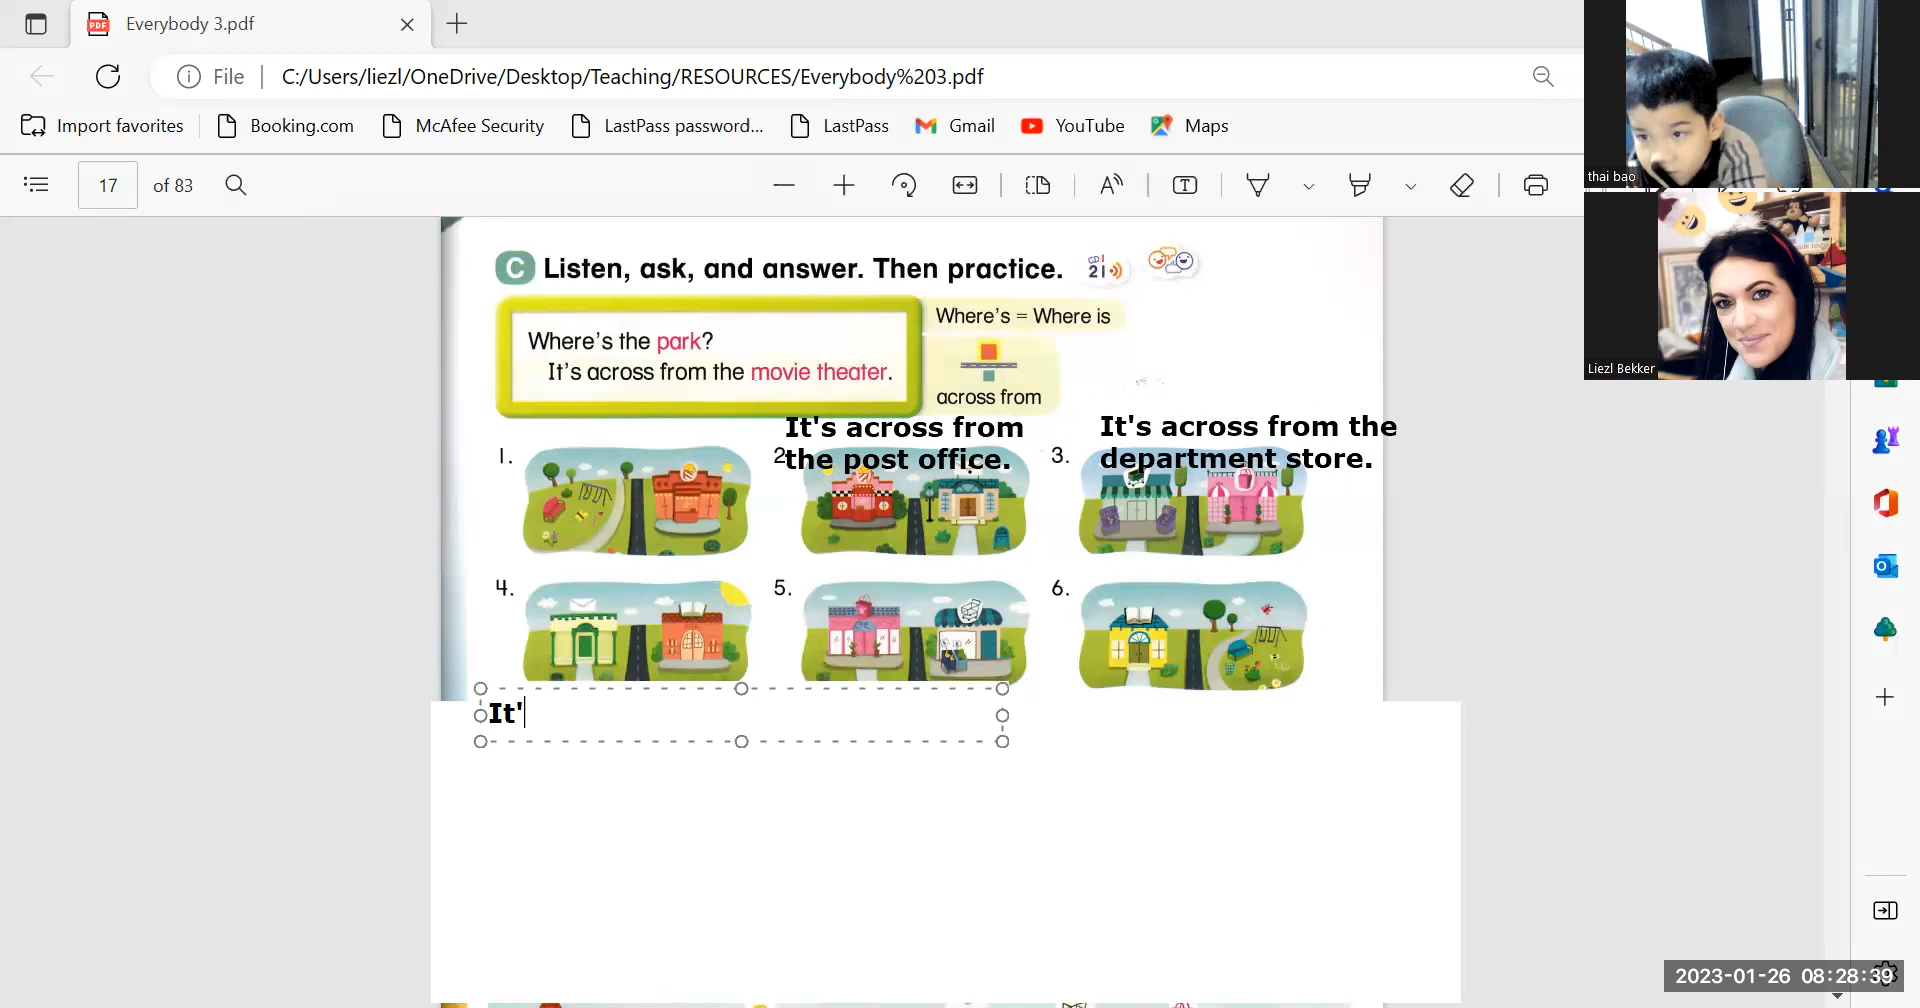 Everybody 3.pdf
File
C:/Users/liezl/OneDrive/Desktop/Teaching/RESOURCES/Everybody%203.pdf
Import favorites
Booking.com
McAfee Security
LastPass password...
LastPass
Gmail
YouTube
Maps
17 of 83
C Listen, ask, and answer. Then practice.
CD1
21
Where's the park?
It's across from the movie theater.
Where's = Where is
across from
It's across from
the post office.
It's across from the
department store.
1.
2
3.
4.
5.
6.
It'
thai bao
Liezl Bekker
2023-01-26 08:28:39